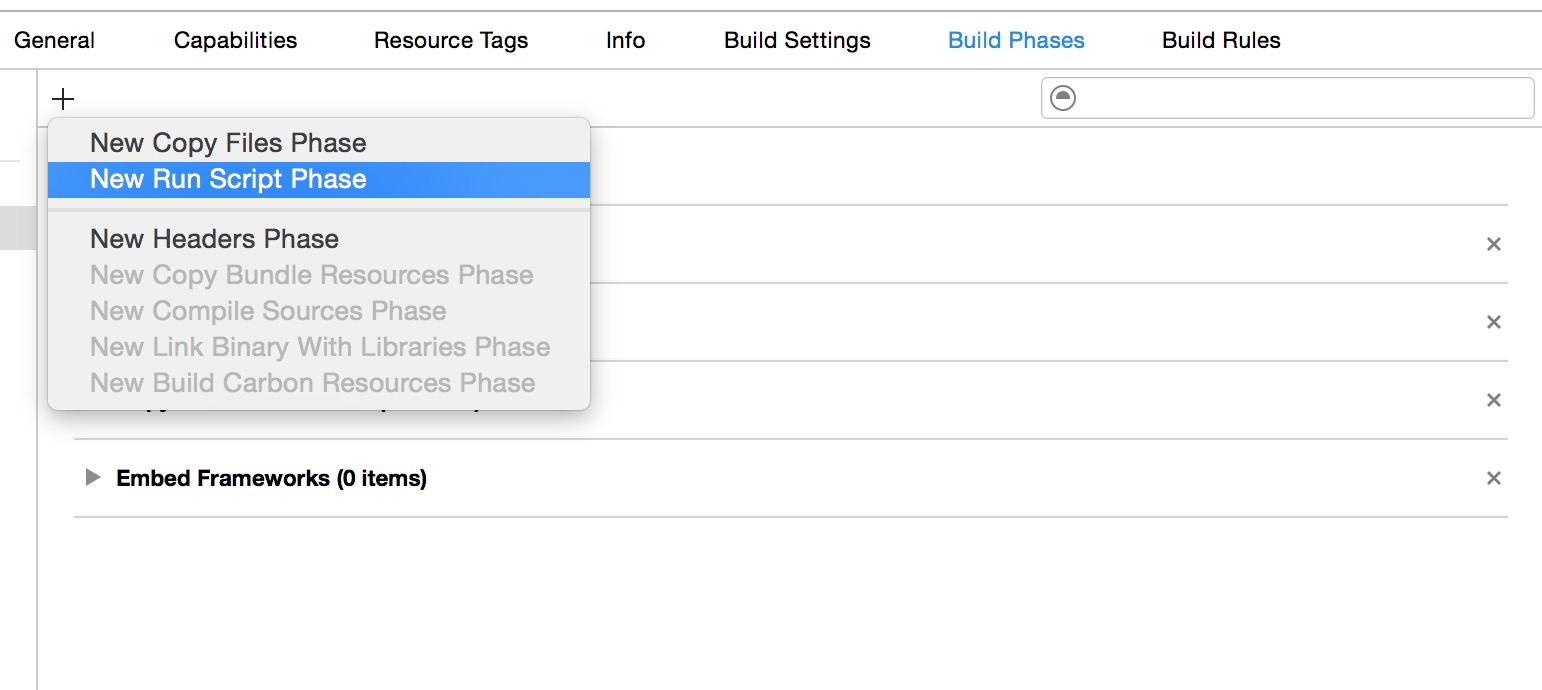 General Capabilities Resource Tags Info Build Settings Build Phases Build Rules
New Copy Files Phase
New Run Script Phase
New Headers Phase
New Copy Bundle Resources Phase
New Compile Sources Phase
New Link Binary With Libraries Phase
New Build Carbon Resources Phase
Embed Frameworks (0 items)